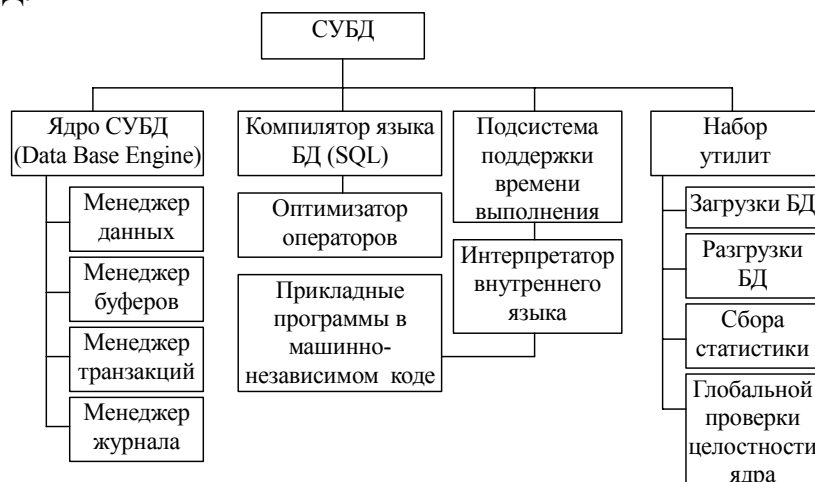 СУБД
Ядро СУБД
(Data Base Engine)
Менеджер
данных
Менеджер
буферов
Менеджер
транзакций
Менеджер
журнала
Компилятор языка
БД (SQL)
Оптимизатор
операторов
Прикладные
программы в
машинно-
независимом коде
Подсистема
поддержки
времени
выполнения
Интерпретатор
внутреннего
языка
Набор
утилит
Загрузки БД
Разгрузки
БД
Сбора
статистики
Глобальной
проверки
целостности
ядра